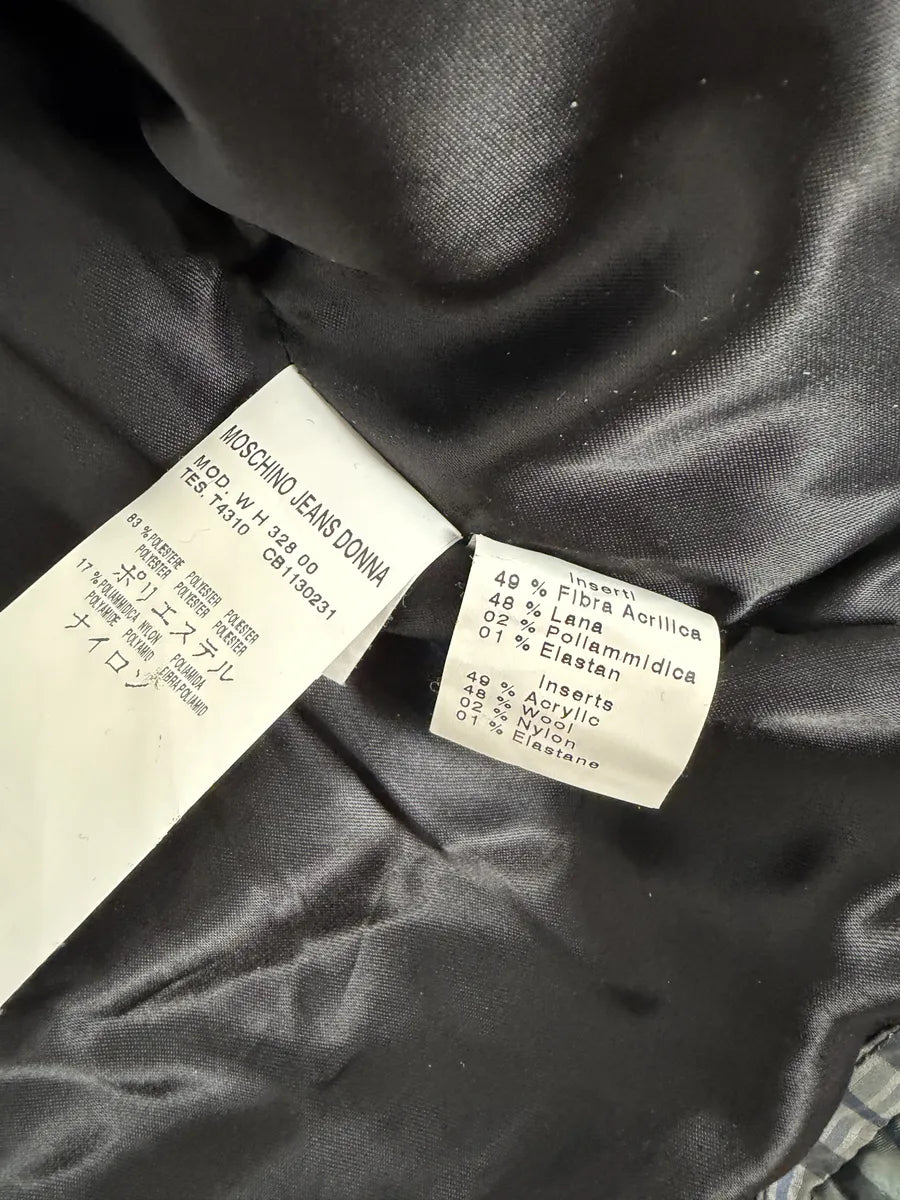 MOSCHINO JEANS DONNA
MOD. W H 328 00
TES. T4310 CB1130231
83 % POLIESTERE POLYESTER POLIESTER
POLYESTER POLYESTER POLIESTER
ポリエステル
17 % POLIAMMIDICA NILON POLIAMIDA
POLYAMIDE POLYAMID FIBRA POLIAMID
ナイロン
Inserti
49 % Fibra Acrilica
48 % Lana
02 % Poliammidica
01 % Elastan
Inserts
49 % Acrylic
48 % Wool
02 % Nylon
01 % Elastane